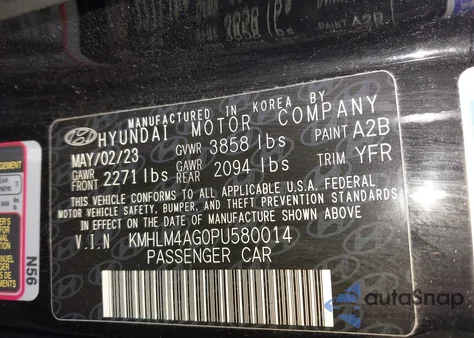 MANUFACTURED IN KOREA BY
HYUNDAI MOTOR COMPANY
MAY/02/23 GVWR 3858 lbs PAINT A2B
GAWR FRONT 2271 lbs GAWR REAR 2094 lbs TRIM YFR
THIS VEHICLE CONFORMS TO ALL APPLICABLE U.S.A. FEDERAL
MOTOR VEHICLE SAFETY, BUMPER, AND THEFT PREVENTION STANDARDS
IN EFFECT ON THE DATE OF MANUFACTURE SHOWN ABOVE
V.I.N KMHLM4AG0PU580014
PASSENGER CAR
N56
autoSnap